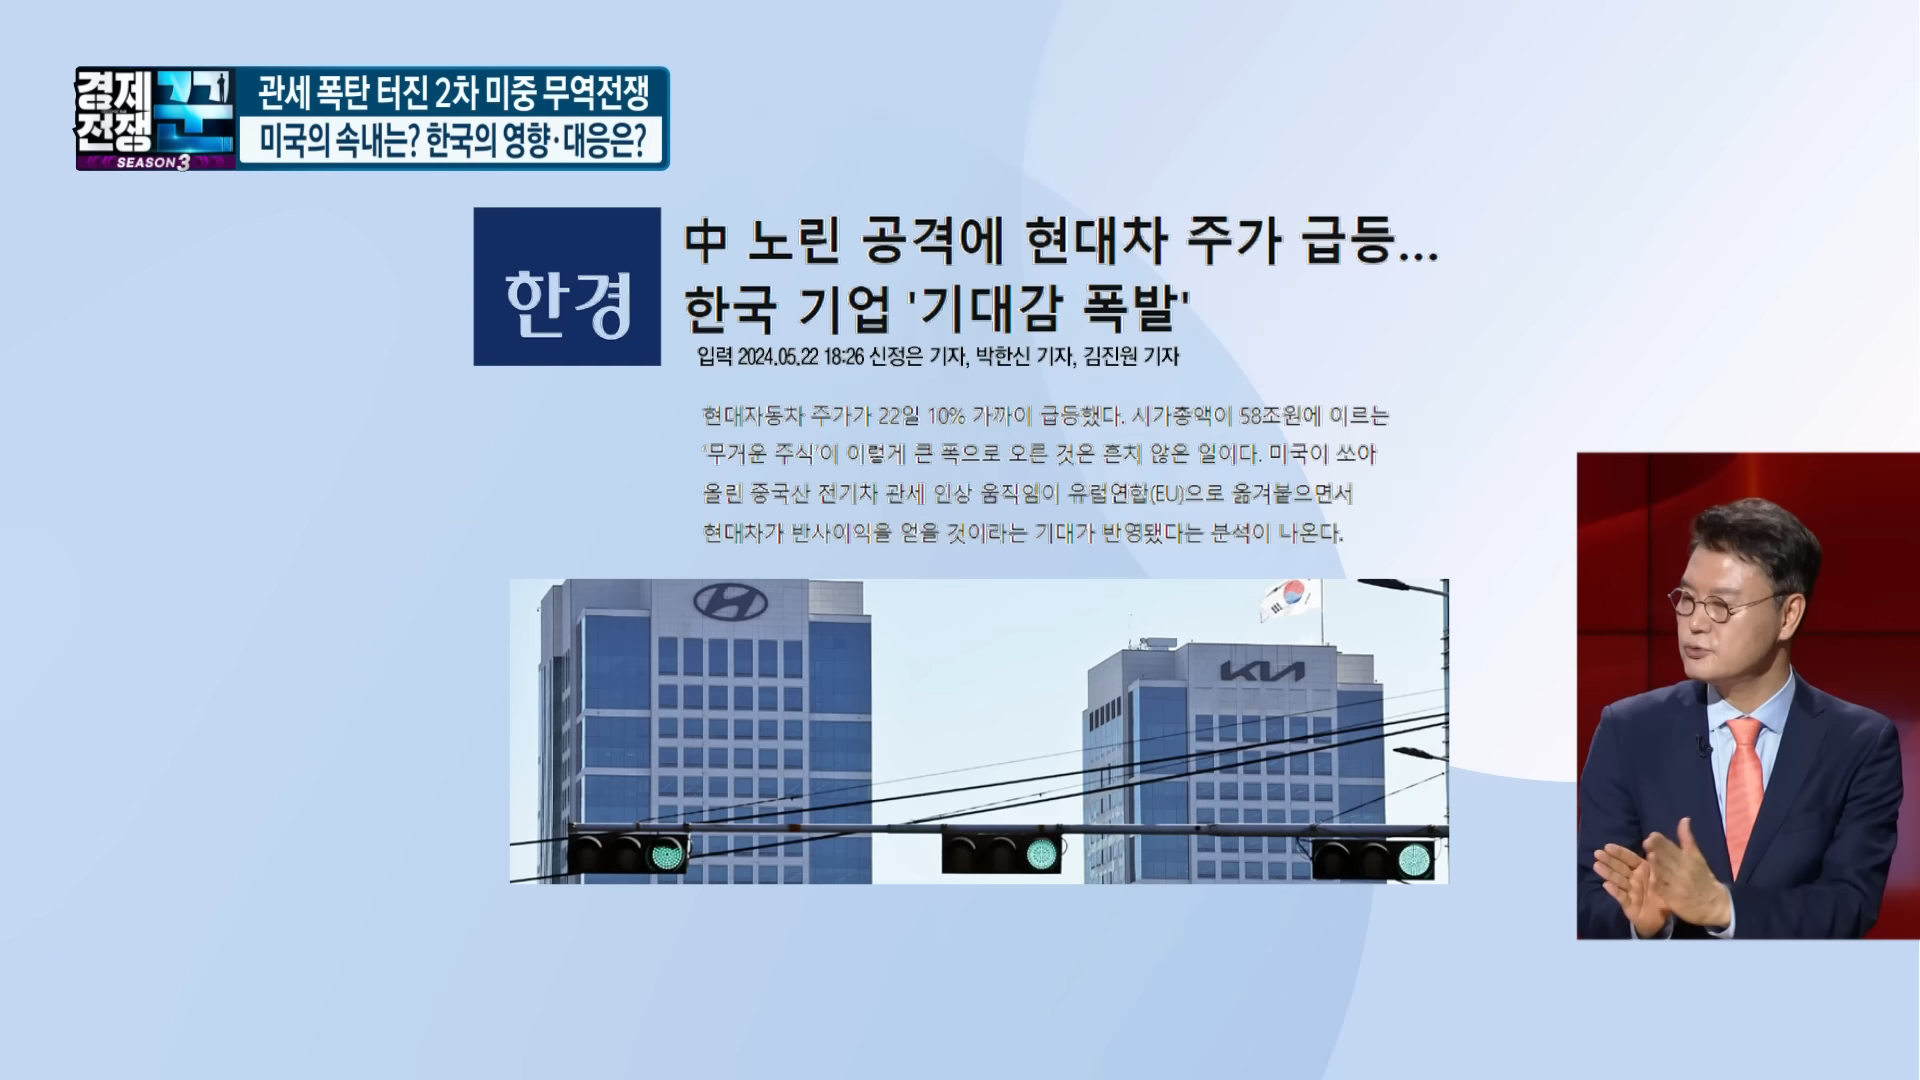 경제
전쟁 꾼
SEASON3
관세 폭탄 터진 2차 미중 무역전쟁
미국의 속내는? 한국의 영향·대응은?
한경
中 노린 공격에 현대차 주가 급등...
한국 기업 '기대감 폭발'
입력 2024.05.22 18:26 신정은 기자, 박한신 기자, 김진원 기자
현대자동차 주가가 22일 10% 가까이 급등했다. 시가총액이 58조원에 이르는
'무거운 주식'이 이렇게 큰 폭으로 오른 것은 흔치 않은 일이다. 미국이 쏘아
올린 중국산 전기차 관세 인상 움직임이 유럽연합(EU)으로 옮겨붙으면서
현대차가 반사이익을 얻을 것이라는 기대가 반영됐다는 분석이 나온다.
KIA